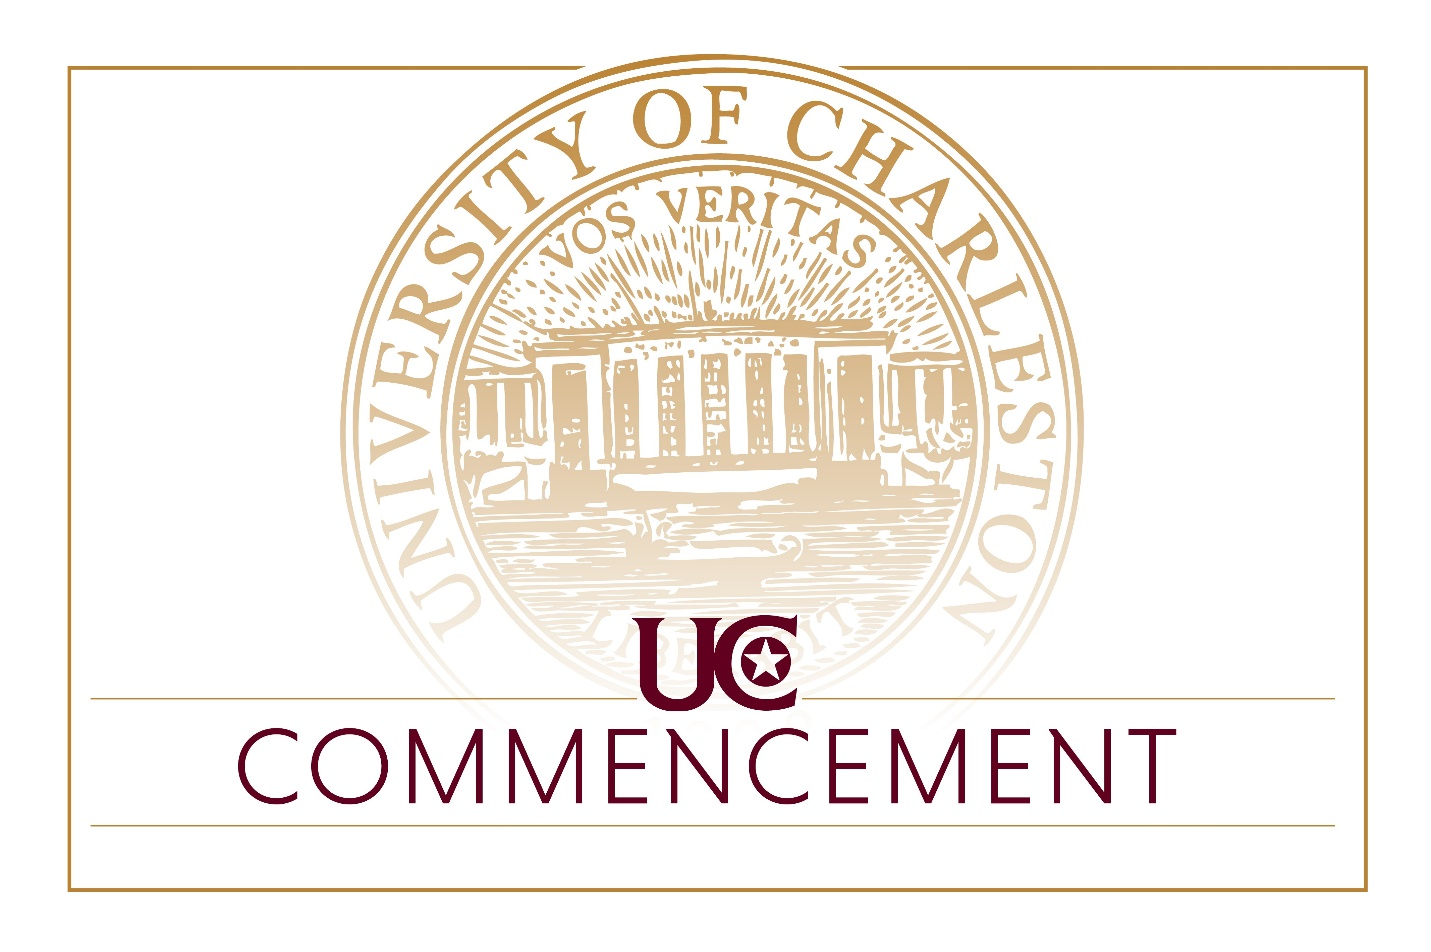 UNIVERSITY OF CHARLESTON
VOS VERITAS
UC
COMMENCEMENT